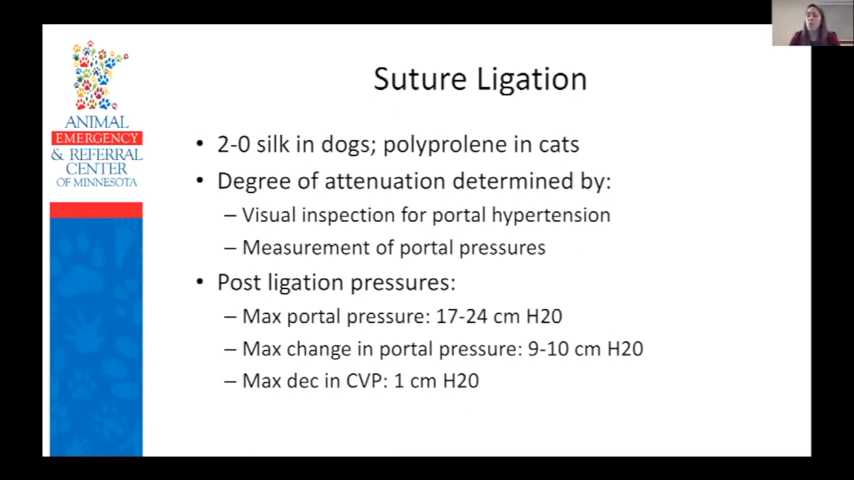 Suture Ligation
ANIMAL
EMERGENCY
& REFERRAL
CENTER
OF MINNESOTA
• 2-0 silk in dogs; polyprolene in cats
• Degree of attenuation determined by:
– Visual inspection for portal hypertension
– Measurement of portal pressures
• Post ligation pressures:
– Max portal pressure: 17-24 cm H20
– Max change in portal pressure: 9-10 cm H20
– Max dec in CVP: 1 cm H20